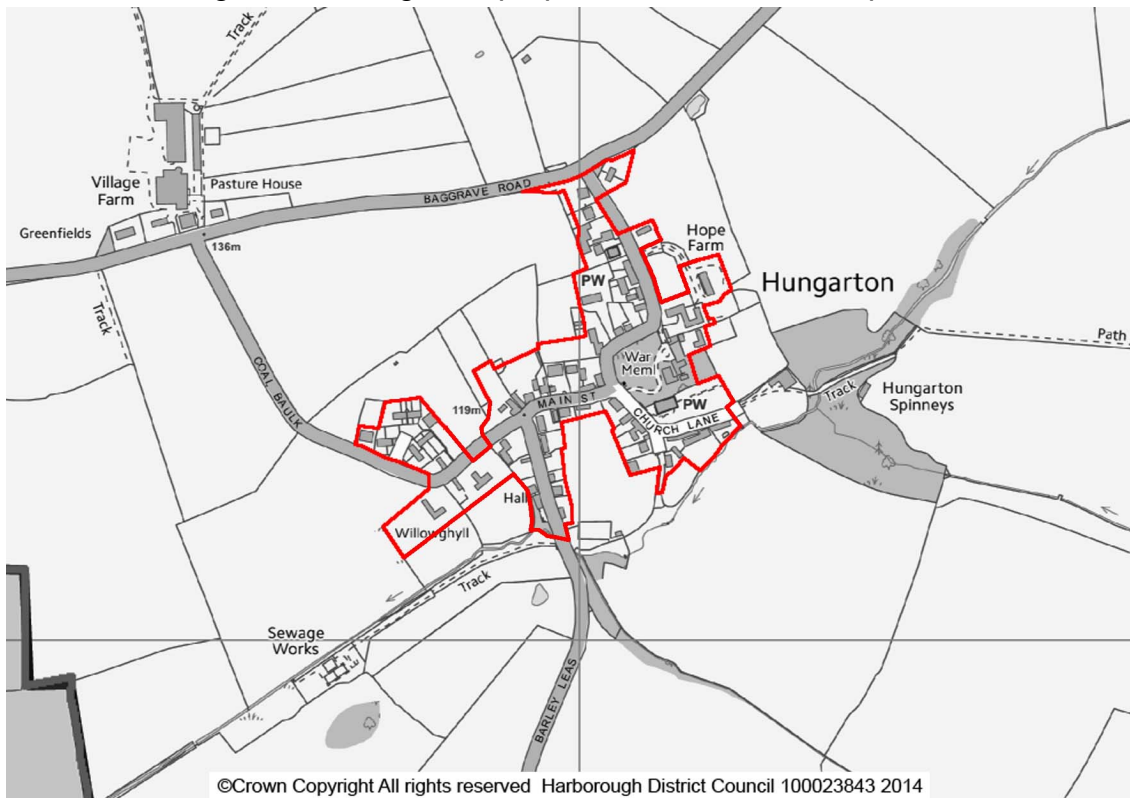 Track
Village
Farm
Pasture House
BAGGRAVE ROAD
Greenfields
136m
Track
Hope
Farm
PW
Hungarton
Path
COAL BAULK
War
Meml
119m
MAIN ST
PW
CHURCH LANE
Track
Hungarton
Spinneys
Hall
Willowghyll
Track
Sewage
Works
BARLEY LEAS
©Crown Copyright All rights reserved Harborough District Council 100023843 2014